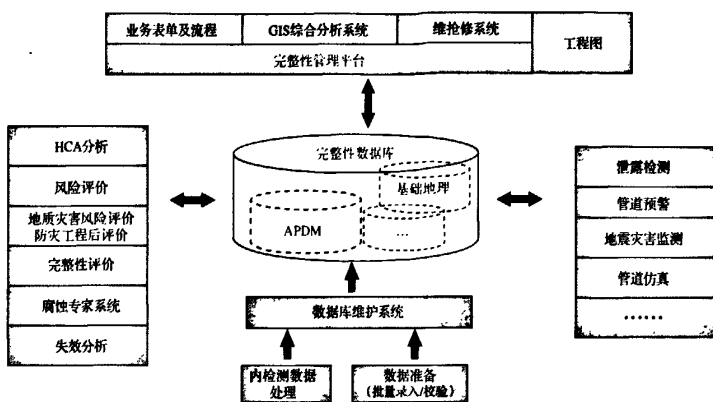 业务表单及流程
GIS综合分析系统
维抢修系统
工程图
完整性管理平台
HCA分析
风险评价
地质灾害风险评价
防灾工程后评价
完整性评价
腐蚀专家系统
失效分析
完整性数据库
基础地理
APDM
...
泄露检测
管道预警
地震灾害监测
管道仿真
……
数据库维护系统
内检测数据
处理
数据准备
(批量录入/校验)